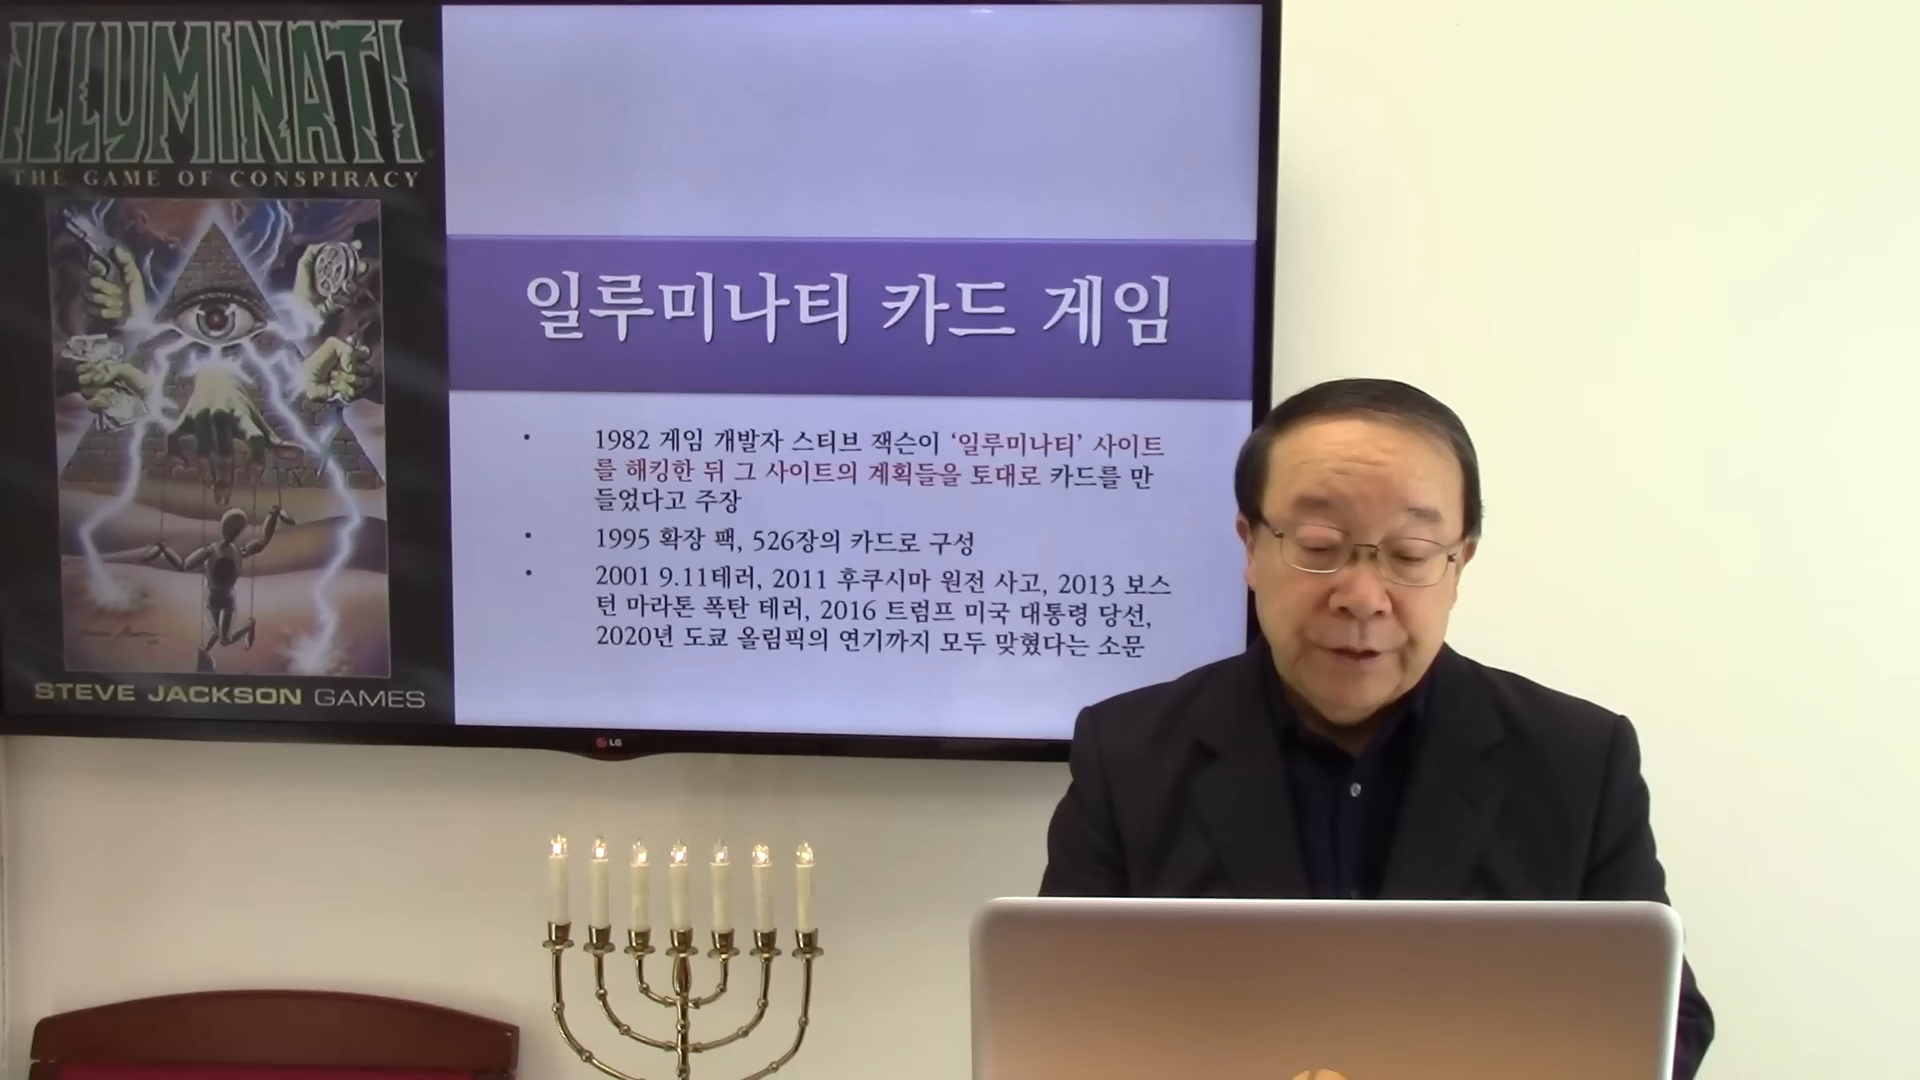 ILLUMINATI
THE GAME OF CONSPIRACY
STEVE JACKSON GAMES
일루미나티 카드 게임
• 1982 게임 개발자 스티브 잭슨이 ‘일루미나티’ 사이트
를 해킹한 뒤 그 사이트의 계획들을 토대로 카드를 만
들었다고 주장
• 1995 확장 팩, 526장의 카드로 구성
• 2001 9.11테러, 2011 후쿠시마 원전 사고, 2013 보스
턴 마라톤 폭탄 테러, 2016 트럼프 미국 대통령 당선,
2020년 도쿄 올림픽의 연기까지 모두 맞혔다는 소문
LG